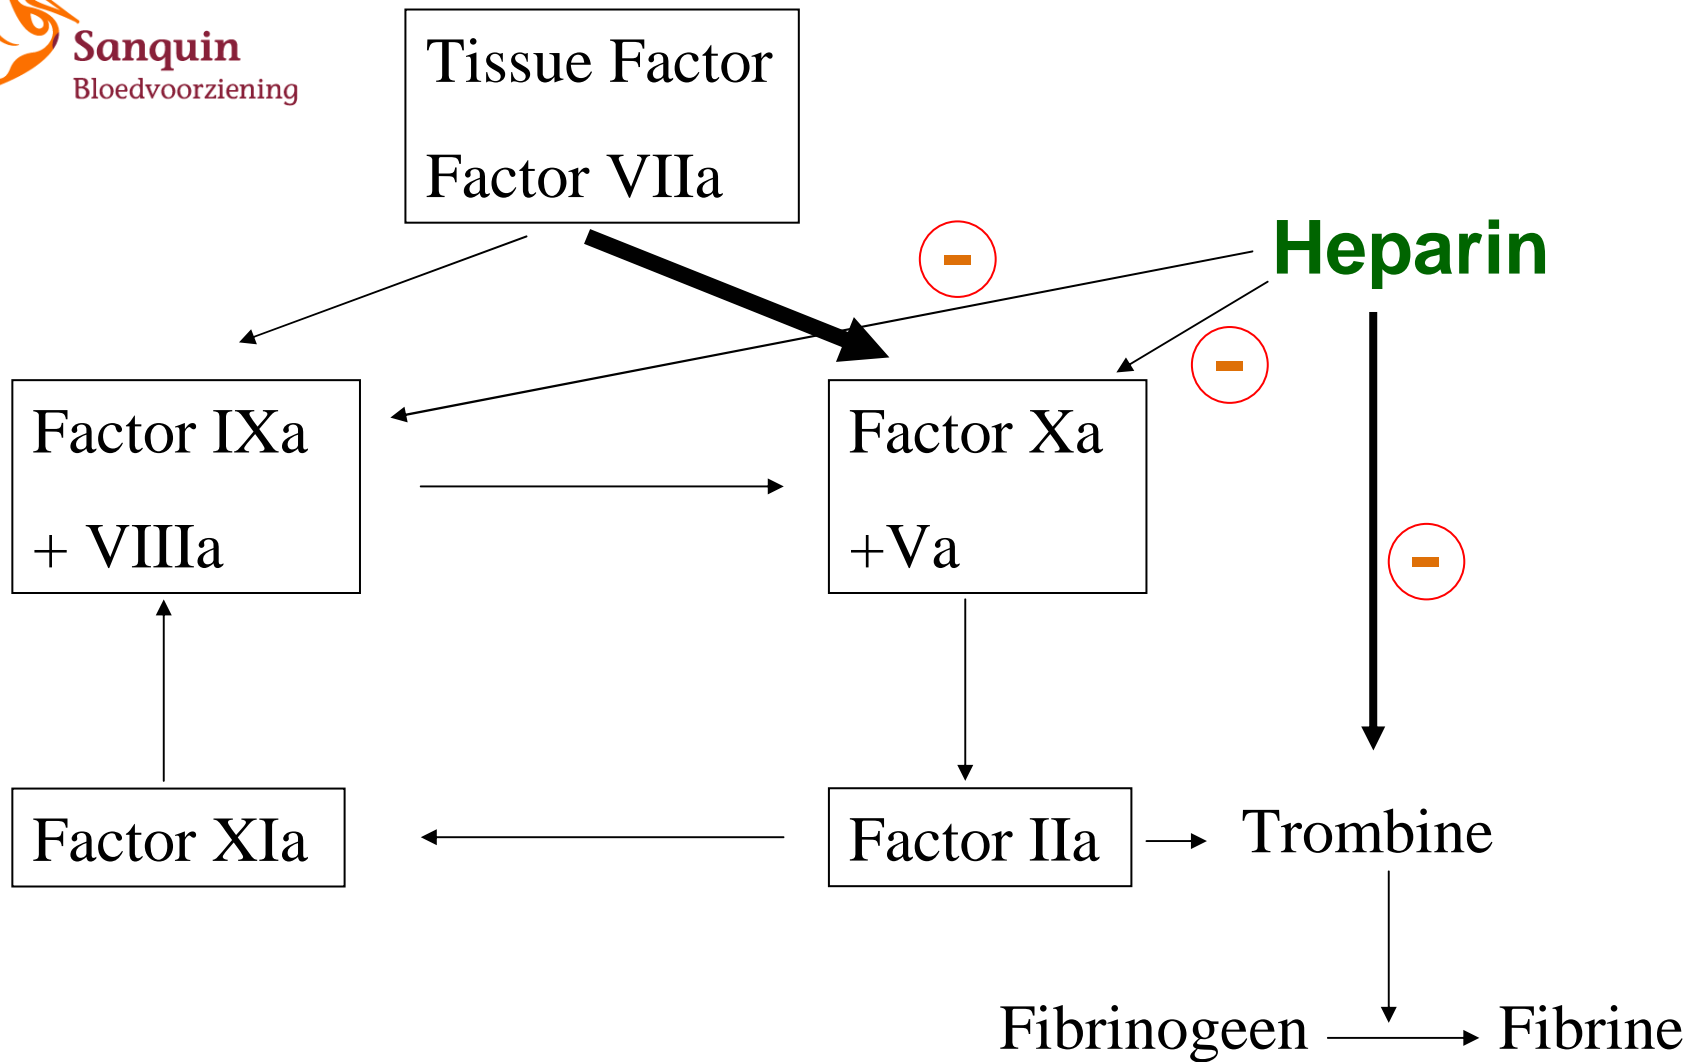 Sanquin
Bloedvoorziening
Tissue Factor
Factor VIIa
Heparin
-
-
Factor IXa
+ VIIIa
Factor Xa
+Va
-
Factor XIa
Factor IIa
Trombine
Fibrinogeen
Fibrine